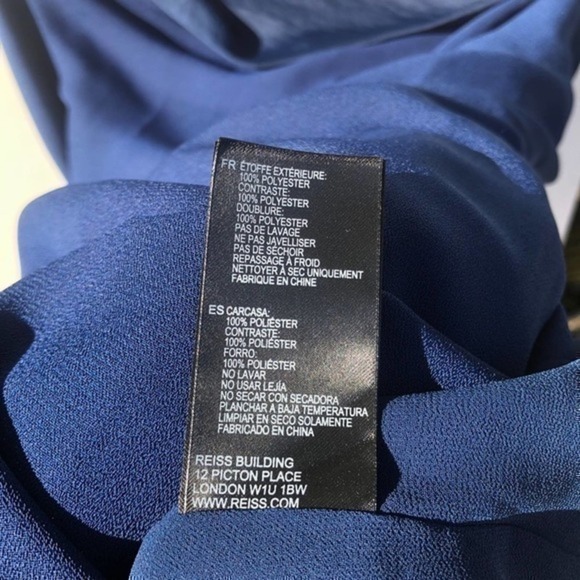 FR ÉTOFFE EXTÉRIEURE:
100% POLYESTER
CONTRASTE:
100% POLYESTER
DOUBLURE:
100% POLYESTER
PAS DE LAVAGE
NE PAS JAVELLISER
PAS DE SÉCHOIR
REPASSAGE À FROID
NETTOYER À SEC UNIQUEMENT
FABRIQUE EN CHINE
ES CARCASA:
100% POLIÉSTER
CONTRASTE:
100% POLIÉSTER
FORRO:
100% POLIÉSTER
NO LAVAR
NO USAR LEJÍA
NO SECAR CON SECADORA
PLANCHAR A BAJA TEMPERATURA
LIMPIAR EN SECO SOLAMENTE
FABRICADO EN CHINA
REISS BUILDING
12 PICTON PLACE
LONDON W1U 1BW
WWW.REISS.COM